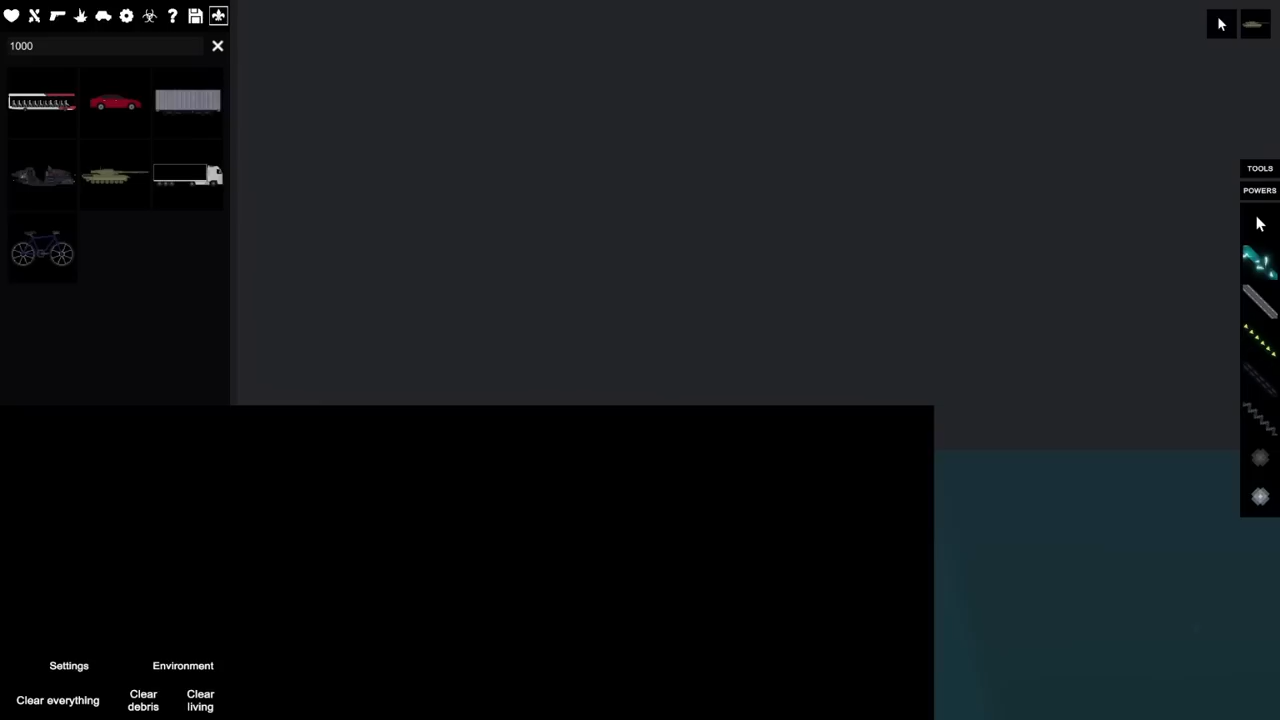 1000
TOOLS
POWERS
Settings
Environment
Clear everything
Clear
debris
Clear
living